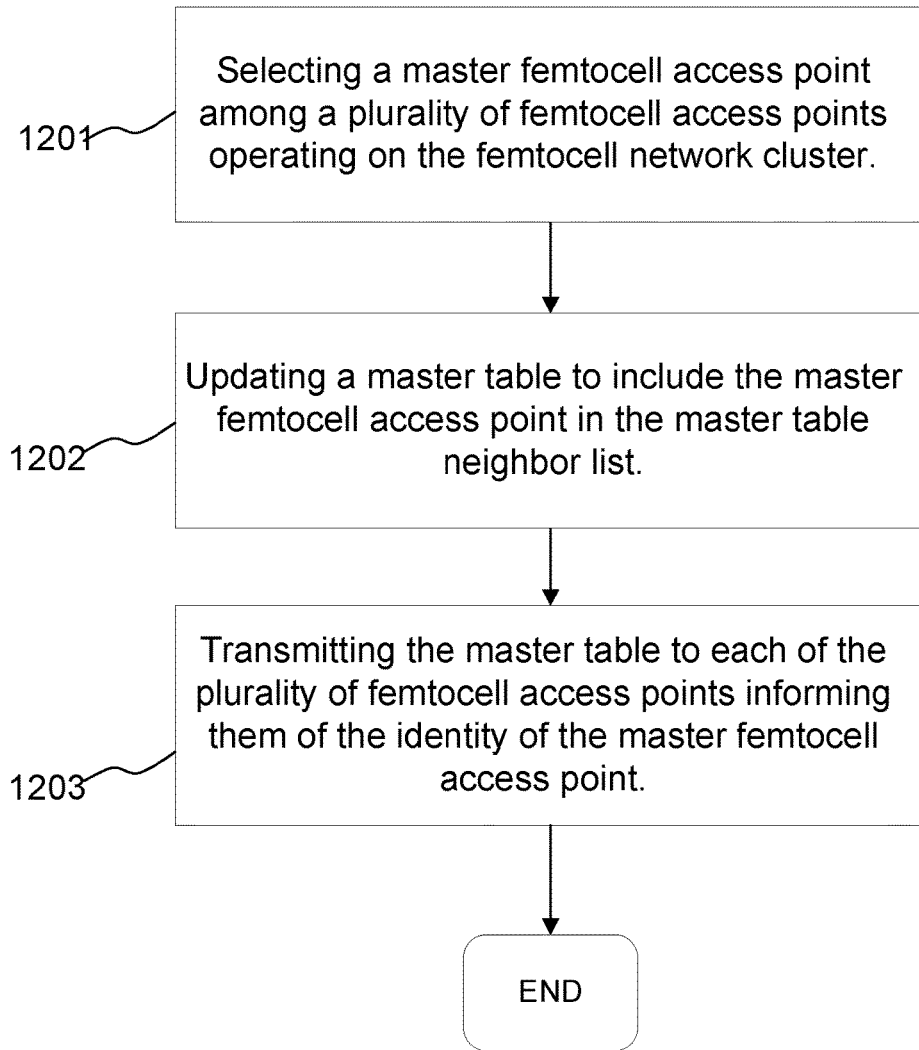 Selecting a master femtocell access point
among a plurality of femtocell access points
operating on the femtocell network cluster.
1201
Updating a master table to include the master
femtocell access point in the master table
neighbor list.
1202
Transmitting the master table to each of the
plurality of femtocell access points informing
them of the identity of the master femtocell
access point.
1203
END